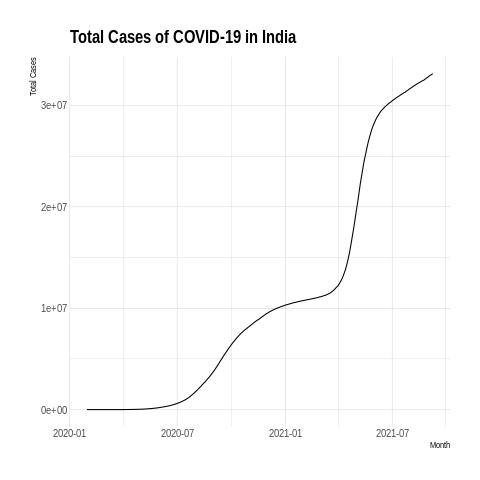 Total Cases of COVID-19 in India
Total Cases
3e+07
2e+07
1e+07
0e+00
2020-01 2020-07 2021-01 2021-07
Month